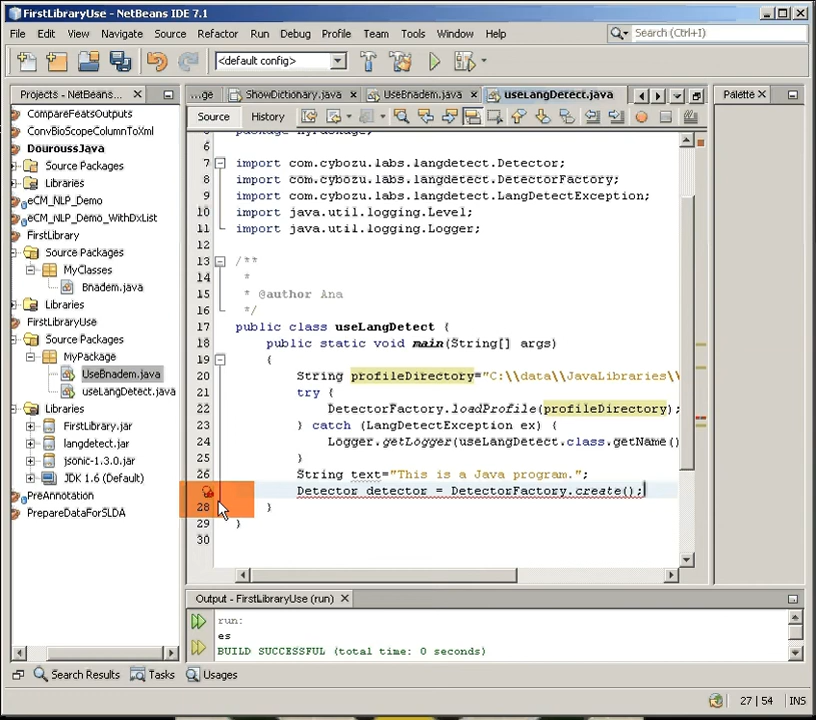 FirstLibraryUse - NetBeans IDE 7.1
File Edit View Navigate Source Refactor Run Debug Profile Team Tools Window Help
Search (Ctrl+I)
<default config>
Projects - NetBeans...
...ge ShowDictionary.java UseBnadem.java useLangDetect.java
Palette
Source History
CompareFeatsOutputs
ConvBioScopeColumnToXml
DouroussJava
Source Packages
Libraries
eCM_NLP_Demo
eCM_NLP_Demo_WithDxList
FirstLibrary
Source Packages
MyClasses
Bnadem.java
Libraries
FirstLibraryUse
Source Packages
MyPackage
UseBnadem.java
useLangDetect.java
Libraries
FirstLibrary.jar
langdetect.jar
jsonic-1.3.0.jar
JDK 1.6 (Default)
PreAnnotation
PrepareDataForSLDA
6
7 import com.cybozu.labs.langdetect.Detector;
8 import com.cybozu.labs.langdetect.DetectorFactory;
9 import com.cybozu.labs.langdetect.LangDetectException;
10 import java.util.logging.Level;
11 import java.util.logging.Logger;
12
13 /**
14 *
15 * @author Ana
16 */
17 public class useLangDetect {
18 public static void main(String[] args)
19 {
20 String profileDirectory="C:\\data\\JavaLibraries\\
21 try {
22 DetectorFactory.loadProfile(profileDirectory);
23 } catch (LangDetectException ex) {
24 Logger.getLogger(useLangDetect.class.getName()
25 }
26 String text="This is a Java program.";
Detector detector = DetectorFactory.create();
28 }
29 }
30
Output - FirstLibraryUse (run)
run:
es
BUILD SUCCESSFUL (total time: 0 seconds)
Search Results Tasks Usages
27 | 54 INS